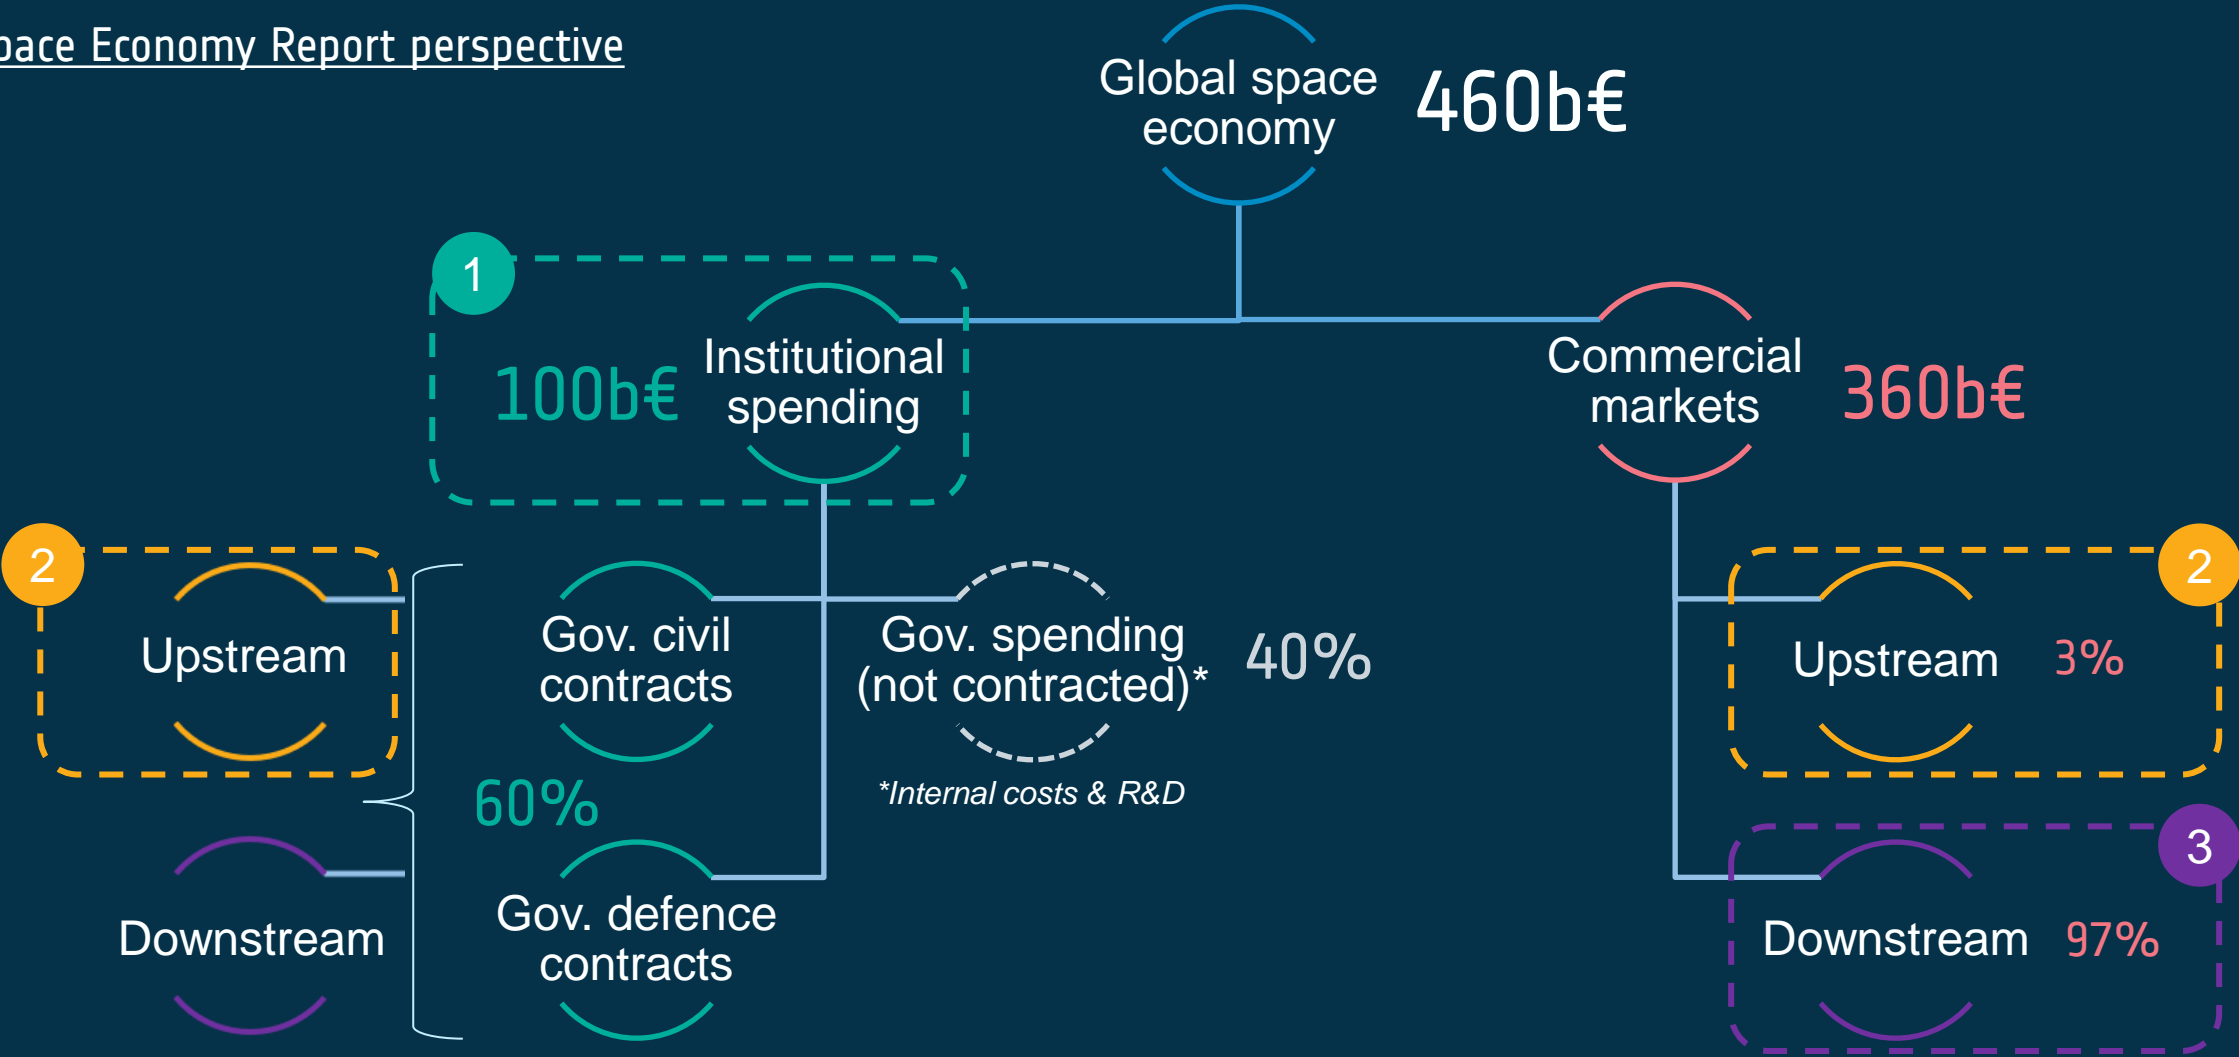 Economy Report perspective
Global space
economy
460b€
1
100b€
Institutional
spending
Commercial
markets
360b€
2
Upstream
Gov. civil
contracts
Gov. spending
(not contracted)*
40%
*Internal costs & R&D
60%
Downstream
Gov. defence
contracts
2
Upstream
3%
3
Downstream
97%